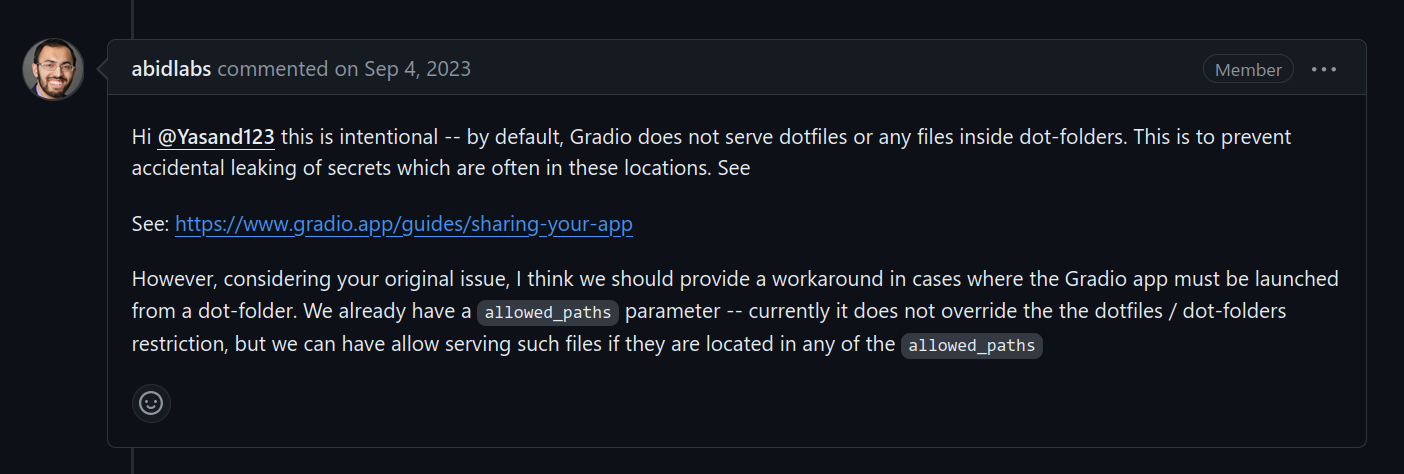 abidlabs commented on Sep 4, 2023 Member
Hi @Yasand123 this is intentional -- by default, Gradio does not serve dotfiles or any files inside dot-folders. This is to prevent
accidental leaking of secrets which are often in these locations. See
See: https://www.gradio.app/guides/sharing-your-app
However, considering your original issue, I think we should provide a workaround in cases where the Gradio app must be launched
from a dot-folder. We already have a allowed_paths parameter -- currently it does not override the the dotfiles / dot-folders
restriction, but we can have allow serving such files if they are located in any of the allowed_paths